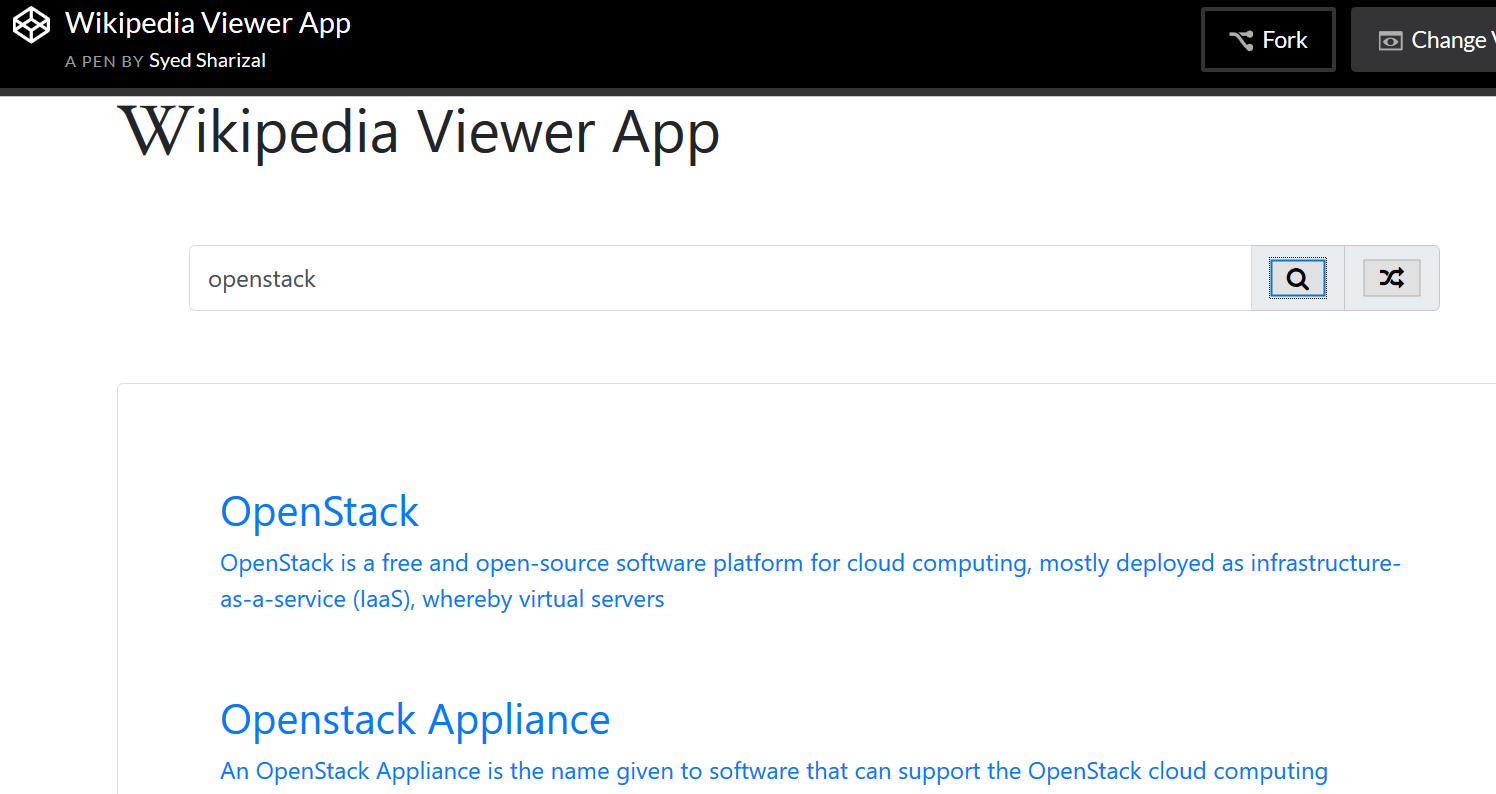 Wikipedia Viewer App
A PEN BY Syed Sharizal
Fork
Change
Wikipedia Viewer App
openstack
OpenStack
OpenStack is a free and open-source software platform for cloud computing, mostly deployed as infrastructure-
as-a-service (IaaS), whereby virtual servers
Openstack Appliance
An OpenStack Appliance is the name given to software that can support the OpenStack cloud computing